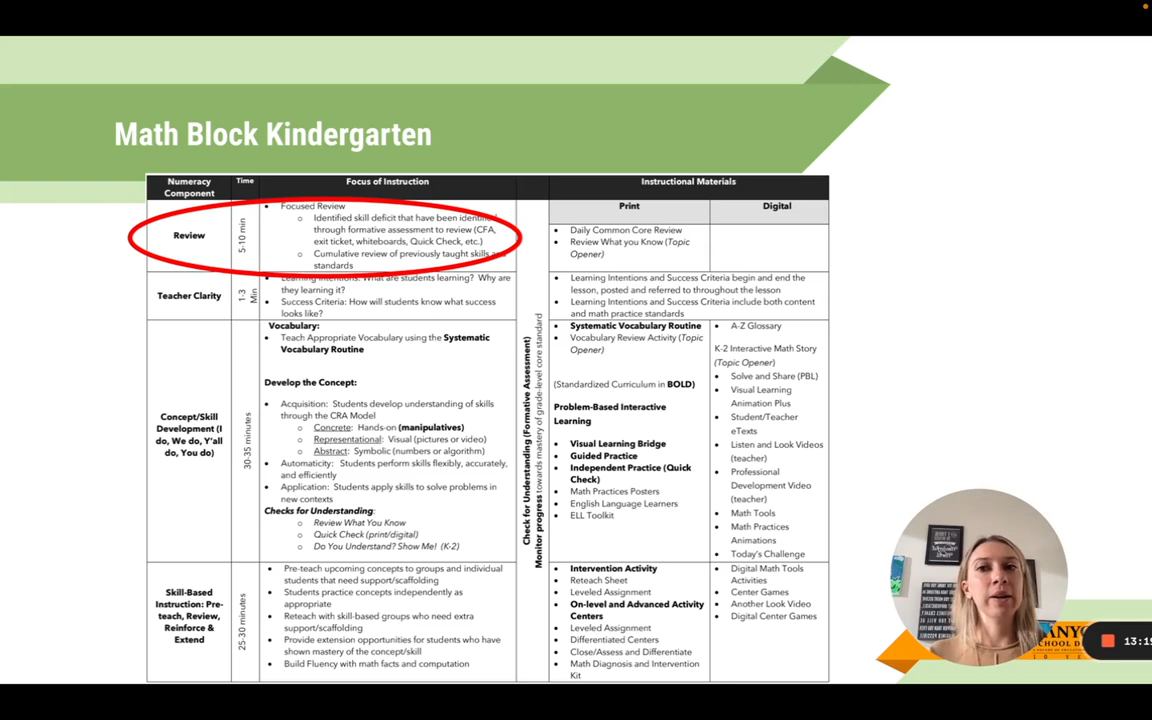 Math Block Kindergarten
Numeracy
Component
Time
Focus of Instruction
Instructional Materials
Print
Digital
Review
5-10 min
• Focused Review
o Identified skill deficit that have been identified
through formative assessment to review (CFA,
exit ticket, whiteboards, Quick Check, etc.)
o Cumulative review of previously taught skills and
standards
• Daily Common Core Review
• Review What you Know (Topic
Opener)
Teacher Clarity
1-3
Min
• Learning Intentions: What are students learning? Why are
they learning it?
• Success Criteria: How will students know what success
looks like?
• Learning Intentions and Success Criteria begin and end the
lesson, posted and referred to throughout the lesson
• Learning Intentions and Success Criteria include both content
and math practice standards
Concept/Skill
Development (I
do, We do, Y'all
do, You do)
30-35 minutes
Vocabulary:
• Teach Appropriate Vocabulary using the Systematic
Vocabulary Routine
Develop the Concept:
• Acquisition: Students develop understanding of skills
through the CRA Model
o Concrete: Hands-on (manipulatives)
o Representational: Visual (pictures or video)
o Abstract: Symbolic (numbers or algorithm)
• Automaticity: Students perform skills flexibly, accurately,
and efficiently
• Application: Students apply skills to solve problems in
new contexts
Checks for Understanding:
o Review What You Know
o Quick Check (print/digital)
o Do You Understand? Show Me! (K-2)
Check for Understanding (Formative Assessment)
Monitor progress towards mastery of grade-level core standard
• Systematic Vocabulary Routine
• Vocabulary Review Activity (Topic
Opener)
(Standardized Curriculum in BOLD)
Problem-Based Interactive
Learning
• Visual Learning Bridge
• Guided Practice
• Independent Practice (Quick
Check)
• Math Practices Posters
• English Language Learners
• ELL Toolkit
• A-Z Glossary
K-2 Interactive Math Story
(Topic Opener)
• Solve and Share (PBL)
• Visual Learning
Animation Plus
• Student/Teacher
eTexts
• Listen and Look Videos
(teacher)
• Professional
Development Video
(teacher)
• Math Tools
• Math Practices
Animations
• Today's Challenge
Skill-Based
Instruction: Pre-
teach, Review,
Reinforce &
Extend
25-30 minutes
• Pre-teach upcoming concepts to groups and individual
students that need support/scaffolding
• Students practice concepts independently as
appropriate
• Reteach with skill-based groups who need extra
support/scaffolding
• Provide extension opportunities for students who have
shown mastery of the concept/skill
• Build Fluency with math facts and computation
• Intervention Activity
• Reteach Sheet
• Leveled Assignment
• On-level and Advanced Activity
Centers
• Leveled Assignment
• Differentiated Centers
• Close/Assess and Differentiate
• Math Diagnosis and Intervention
Kit
• Digital Math Tools
Activities
• Center Games
• Another Look Video
• Digital Center Games